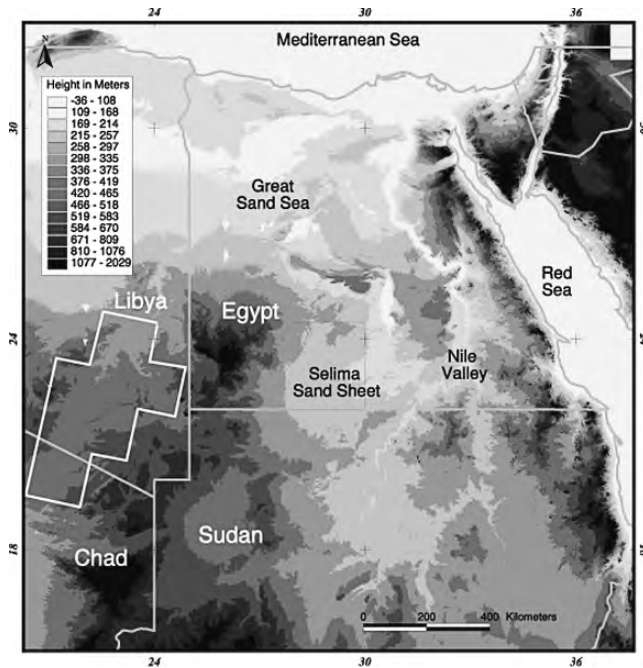 24
30
36
Mediterranean Sea
N
Height in Meters
-36 - 108
109 - 168
169 - 214
215 - 257
258 - 297
298 - 335
336 - 375
376 - 419
420 - 465
466 - 518
519 - 583
584 - 670
671 - 809
810 - 1076
1077 - 2029
30
Great
Sand Sea
Red
Sea
Libya
Egypt
24
Selima
Sand Sheet
Nile
Valley
Sudan
18
Chad
0
200
400
Kilometers
24
30
36